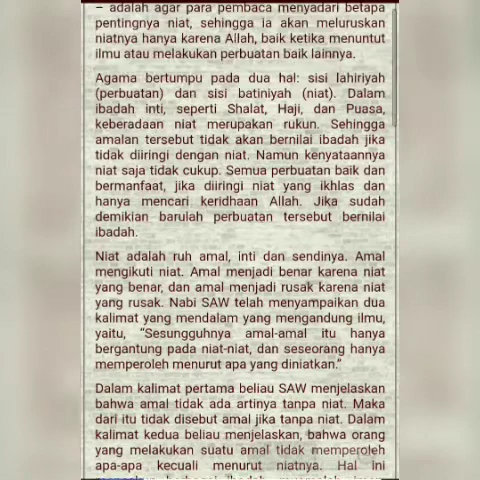 – adalah agar para pembaca menyadari betapa
pentingnya niat, sehingga ia akan meluruskan
niatnya hanya karena Allah, baik ketika menuntut
ilmu atau melakukan perbuatan baik lainnya.
Agama bertumpu pada dua hal: sisi lahiriyah
(perbuatan) dan sisi batiniyah (niat). Dalam
ibadah inti, seperti Shalat, Haji, dan Puasa,
keberadaan niat merupakan rukun. Sehingga
amalan tersebut tidak akan bernilai ibadah jika
tidak diiringi dengan niat. Namun kenyataannya
niat saja tidak cukup. Semua perbuatan baik dan
bermanfaat, jika diiringi niat yang ikhlas dan
hanya mencari keridhaan Allah. Jika sudah
demikian barulah perbuatan tersebut bernilai
ibadah.
Niat adalah ruh amal, inti dan sendinya. Amal
mengikuti niat. Amal menjadi benar karena niat
yang benar, dan amal menjadi rusak karena niat
yang rusak. Nabi SAW telah menyampaikan dua
kalimat yang mendalam yang mengandung ilmu,
yaitu, “Sesungguhnya amal-amal itu hanya
bergantung pada niat-niat, dan seseorang hanya
memperoleh menurut apa yang diniatkan.”
Dalam kalimat pertama beliau SAW menjelaskan
bahwa amal tidak ada artinya tanpa niat. Maka
dari itu tidak disebut amal jika tanpa niat. Dalam
kalimat kedua beliau menjelaskan, bahwa orang
yang melakukan suatu amal tidak memperoleh
apa-apa kecuali menurut niatnya. Hal ini